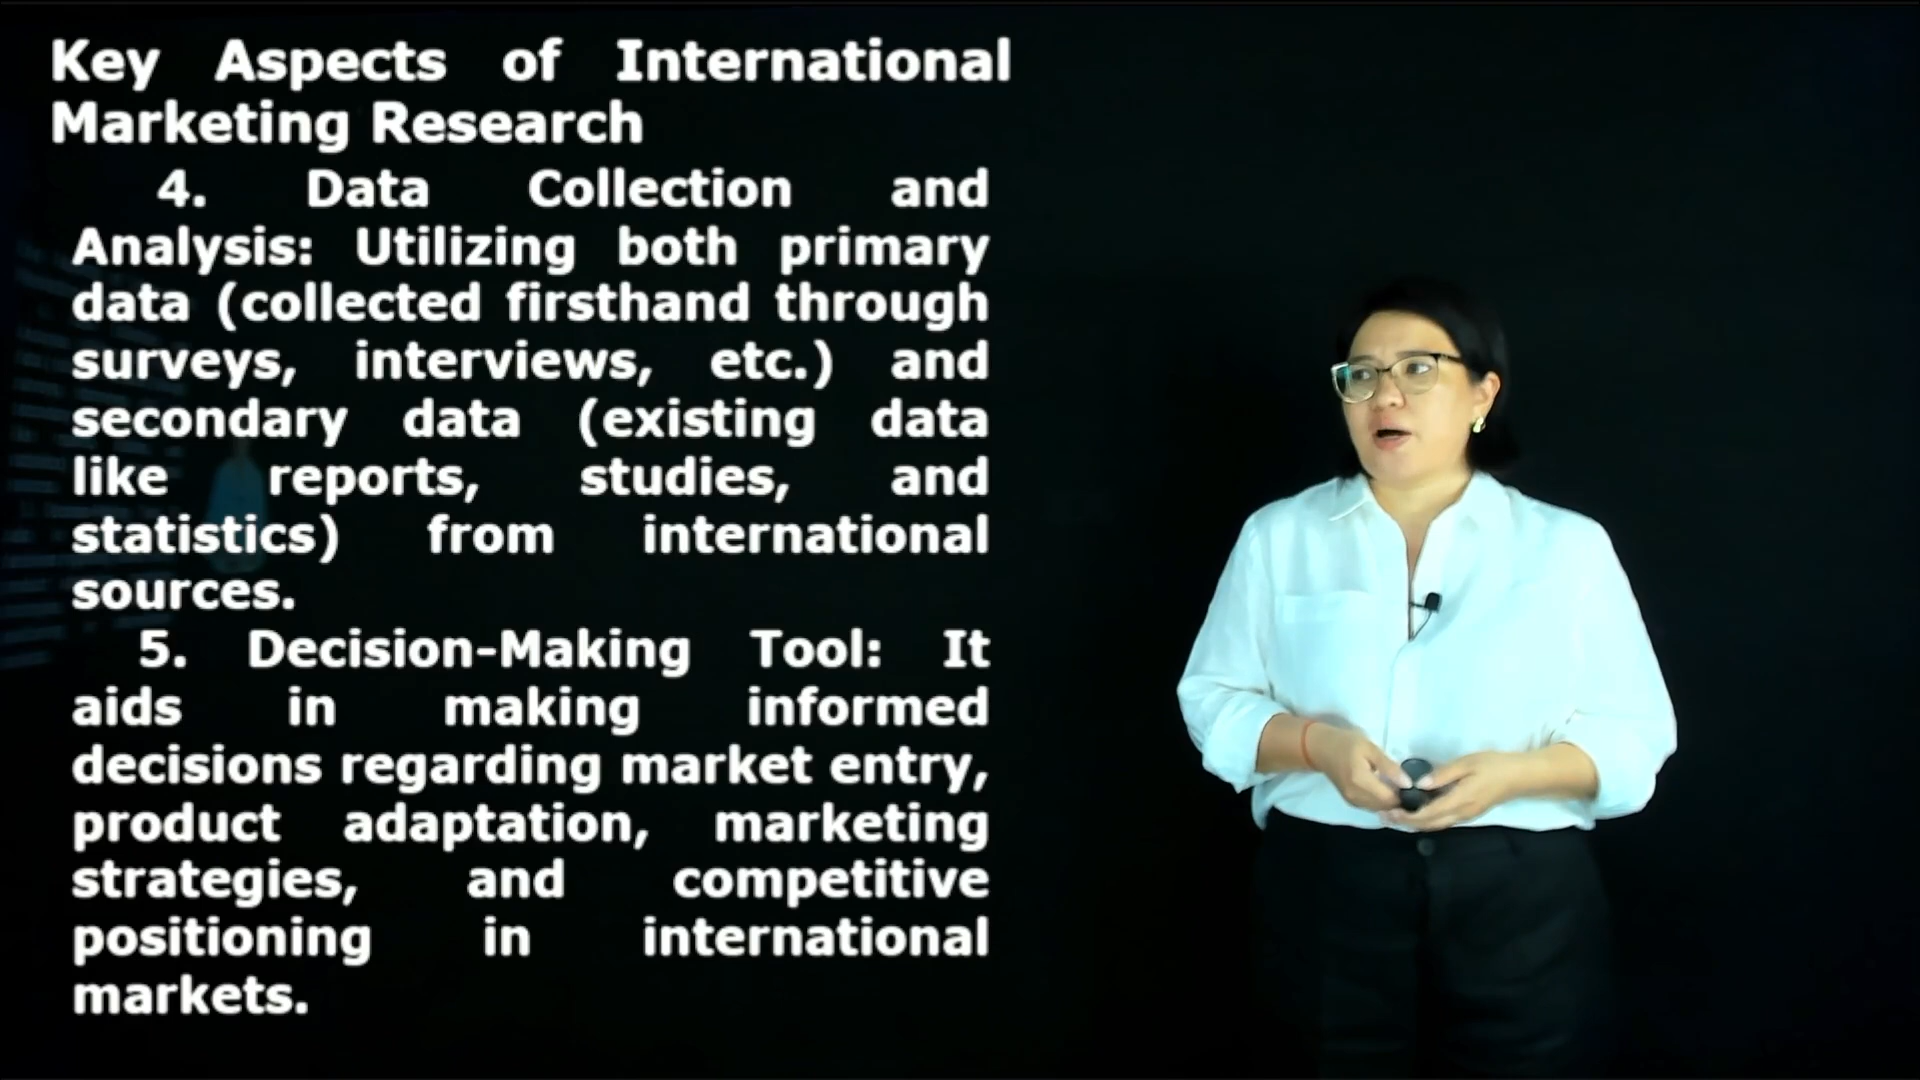 Key Aspects of International
Marketing Research
4. Data Collection and
Analysis: Utilizing both primary
data (collected firsthand through
surveys, interviews, etc.) and
secondary data (existing data
like reports, studies, and
statistics) from international
sources.
5. Decision-Making Tool: It
aids in making informed
decisions regarding market entry,
product adaptation, marketing
strategies, and competitive
positioning in international
markets.